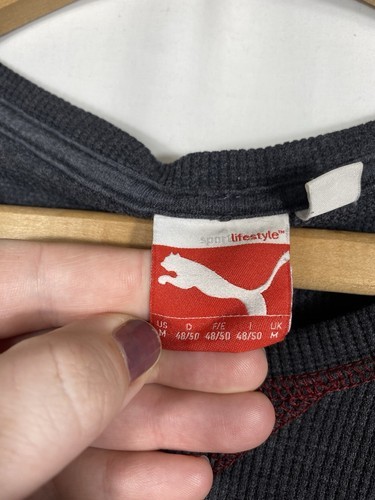 sportlifestyle™
US D F/E I UK
M 48/50 48/50 48/50 M